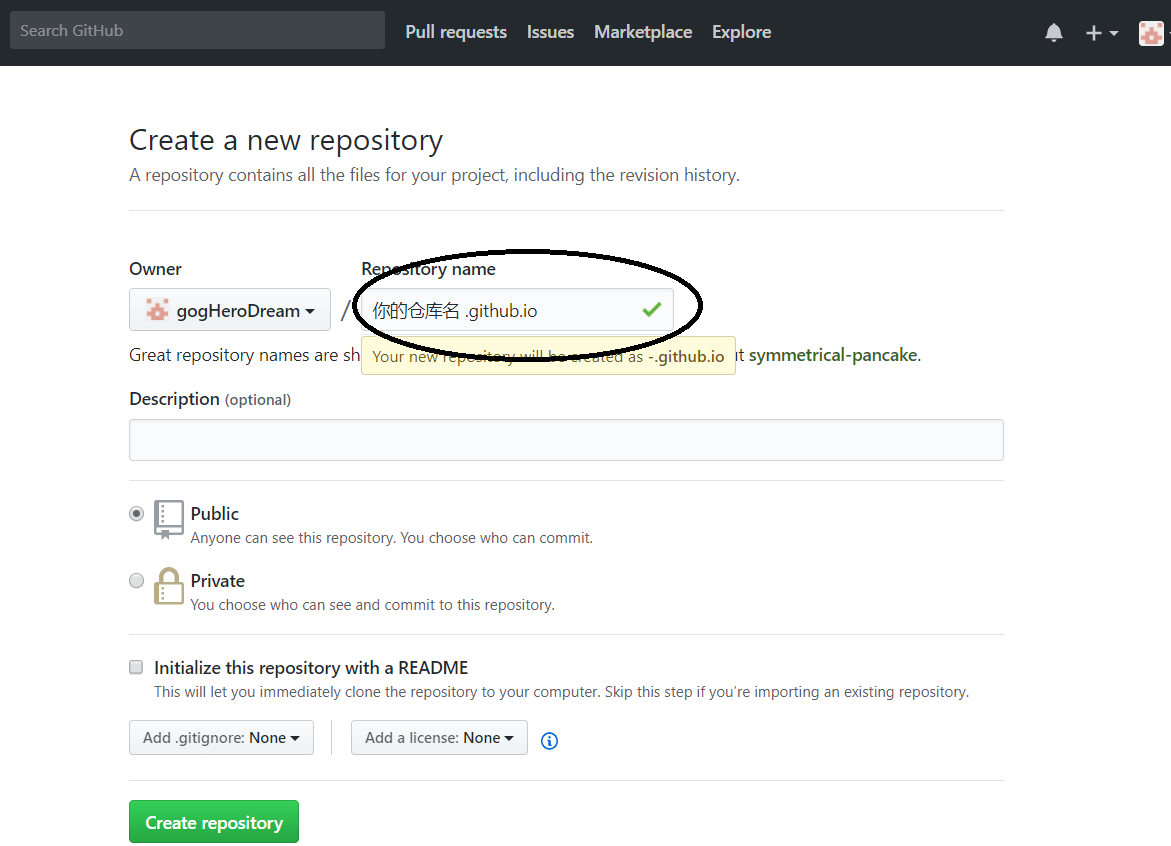 Search GitHub Pull requests Issues Marketplace Explore
Create a new repository
A repository contains all the files for your project, including the revision history.
Owner Repository name
gogHeroDream / 你的仓库名 .github.io
Great repository names are sh
Your new repository will be created as -.github.io
t symmetrical-pancake.
Description (optional)
Public
Anyone can see this repository. You choose who can commit.
Private
You choose who can see and commit to this repository.
Initialize this repository with a README
This will let you immediately clone the repository to your computer. Skip this step if you’re importing an existing repository.
Add .gitignore: None Add a license: None
Create repository